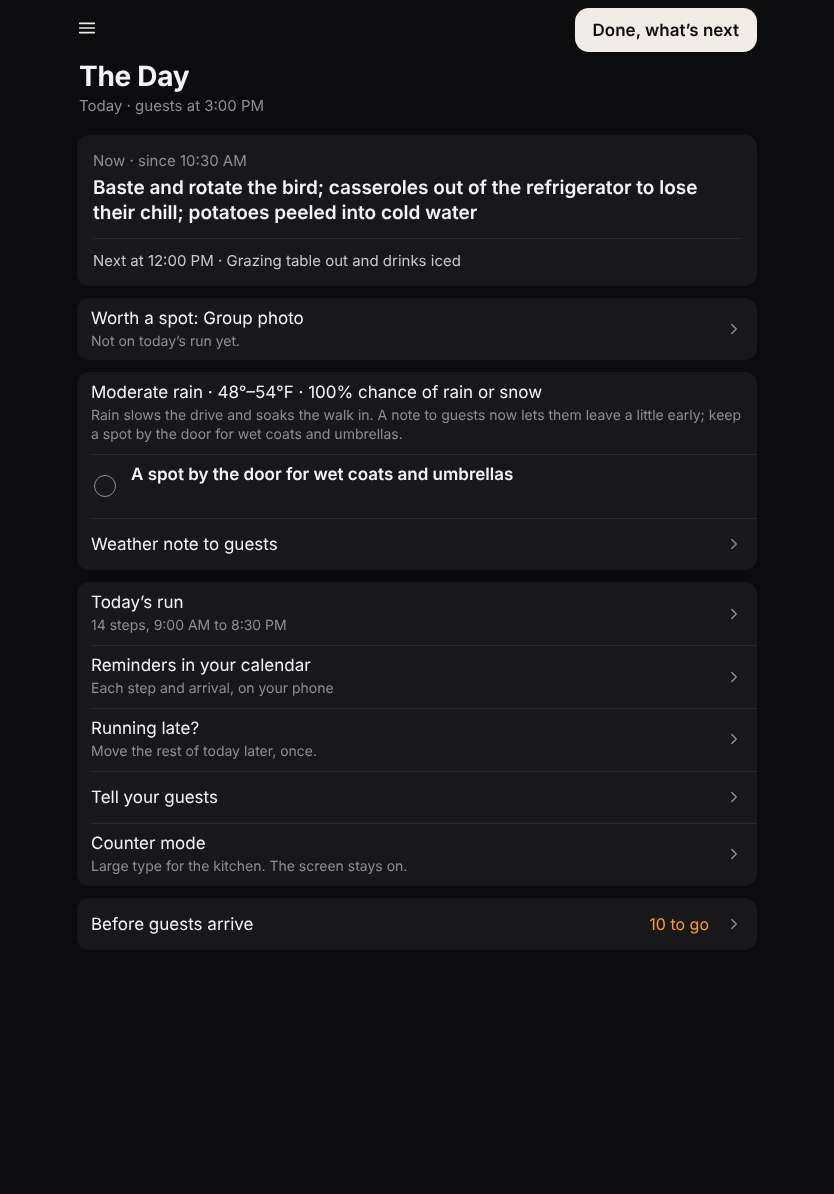 Done, what’s next
The Day
Today · guests at 3:00 PM
Now · since 10:30 AM
Baste and rotate the bird; casseroles out of the refrigerator to lose
their chill; potatoes peeled into cold water
Next at 12:00 PM · Grazing table out and drinks iced
Worth a spot: Group photo
Not on today’s run yet.
Moderate rain · 48°–54°F · 100% chance of rain or snow
Rain slows the drive and soaks the walk in. A note to guests now lets them leave a little early; keep
a spot by the door for wet coats and umbrellas.
A spot by the door for wet coats and umbrellas
Weather note to guests
Today’s run
14 steps, 9:00 AM to 8:30 PM
Reminders in your calendar
Each step and arrival, on your phone
Running late?
Move the rest of today later, once.
Tell your guests
Counter mode
Large type for the kitchen. The screen stays on.
Before guests arrive 10 to go